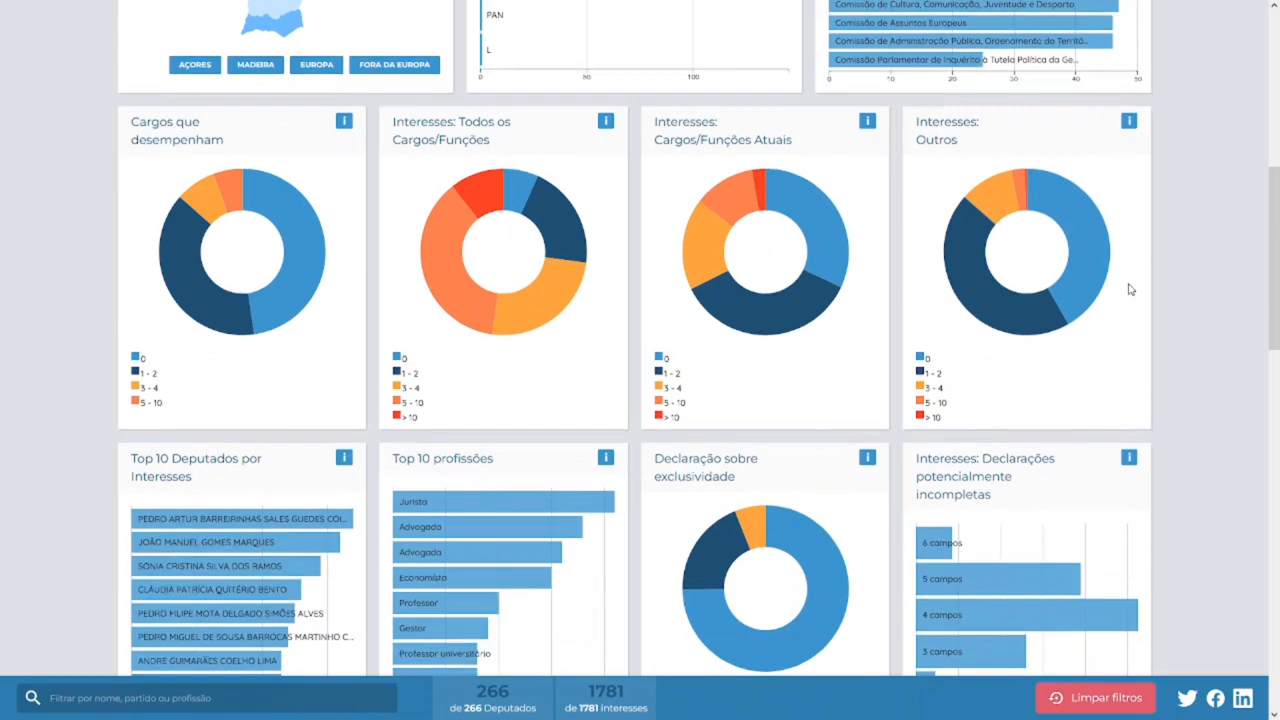 AÇORES
MADEIRA
EUROPA
FORA DA EUROPA
PAN
L
0
50
100
Comissão de Cultura, Comunicação, Juventude e Desporto
Comissão de Assuntos Europeus
Comissão de Administração Pública, Ordenamento do Territó...
Comissão Parlamentar de Inquérito à Tutela Política da Ge...
0
10
20
30
40
50
Cargos que
desempenham
i
0
1 - 2
3 - 4
5 - 10
Interesses: Todos os
Cargos/Funções
i
0
1 - 2
3 - 4
5 - 10
> 10
Interesses:
Cargos/Funções Atuais
i
0
1 - 2
3 - 4
5 - 10
> 10
Interesses:
Outros
i
0
1 - 2
3 - 4
5 - 10
> 10
Top 10 Deputados por
Interesses
i
PEDRO ARTUR BARREIRINHAS SALES GUEDES COI...
JOÃO MANUEL GOMES MARQUES
SONIA CRISTINA SILVA DOS RAMOS
CLÁUDIA PATRÍCIA QUITÉRIO BENTO
PEDRO FILIPE MOTA DELGADO SIMÕES ALVES
PEDRO MIGUEL DE SOUSA BARROCAS MARTINHO C...
ANDRÉ GUIMARÃES COELHO LIMA
Top 10 profissões
i
Jurista
Advogada
Advogado
Economista
Professor
Gestor
Professor universitário
Declaração sobre
exclusividade
i
Interesses: Declarações
potencialmente
incompletas
i
6 campos
5 campos
4 campos
3 campos
Filtrar por nome, partido ou profissão
266
de 266 Deputados
1781
de 1781 interesses
Limpar filtros